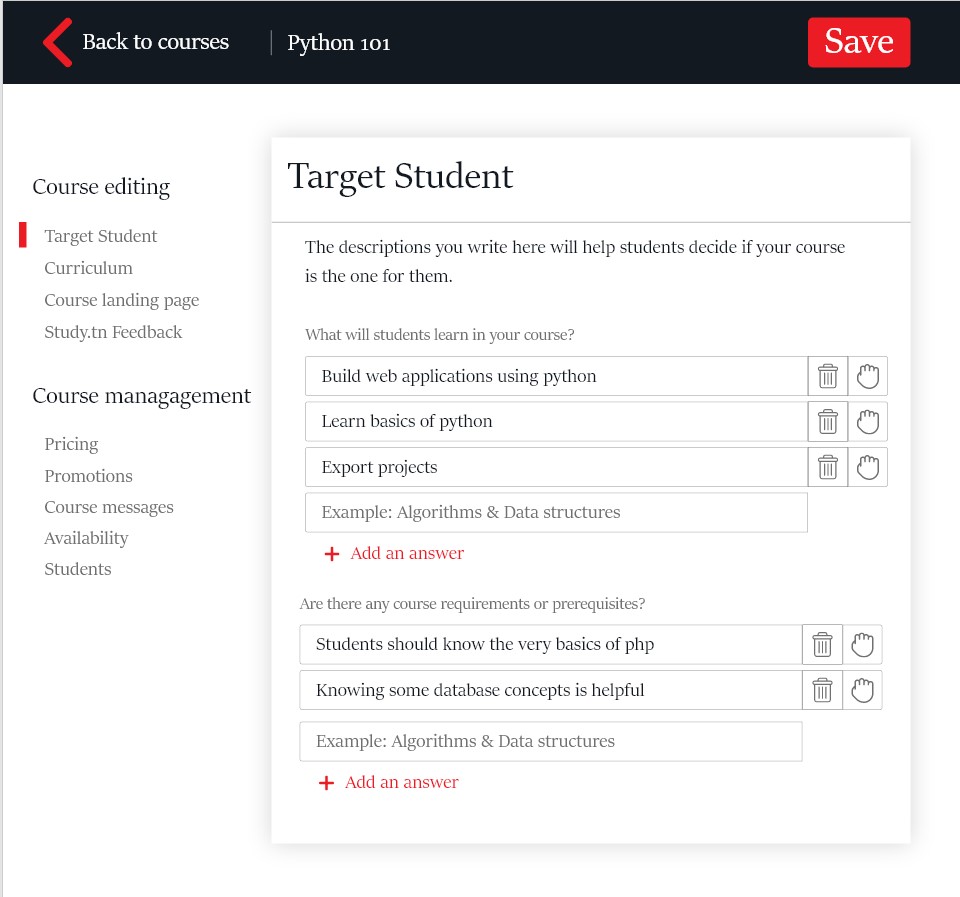 Back to courses
Python 101
Save
Course editing
Target Student
Curriculum
Course landing page
Study.tn Feedback
Course managagement
Pricing
Promotions
Course messages
Availability
Students
Target Student
The descriptions you write here will help students decide if your course
is the one for them.
What will students learn in your course?
Build web applications using python
Learn basics of python
Export projects
Example: Algorithms & Data structures
+ Add an answer
Are there any course requirements or prerequisites?
Students should know the very basics of php
Knowing some database concepts is helpful
Example: Algorithms & Data structures
+ Add an answer